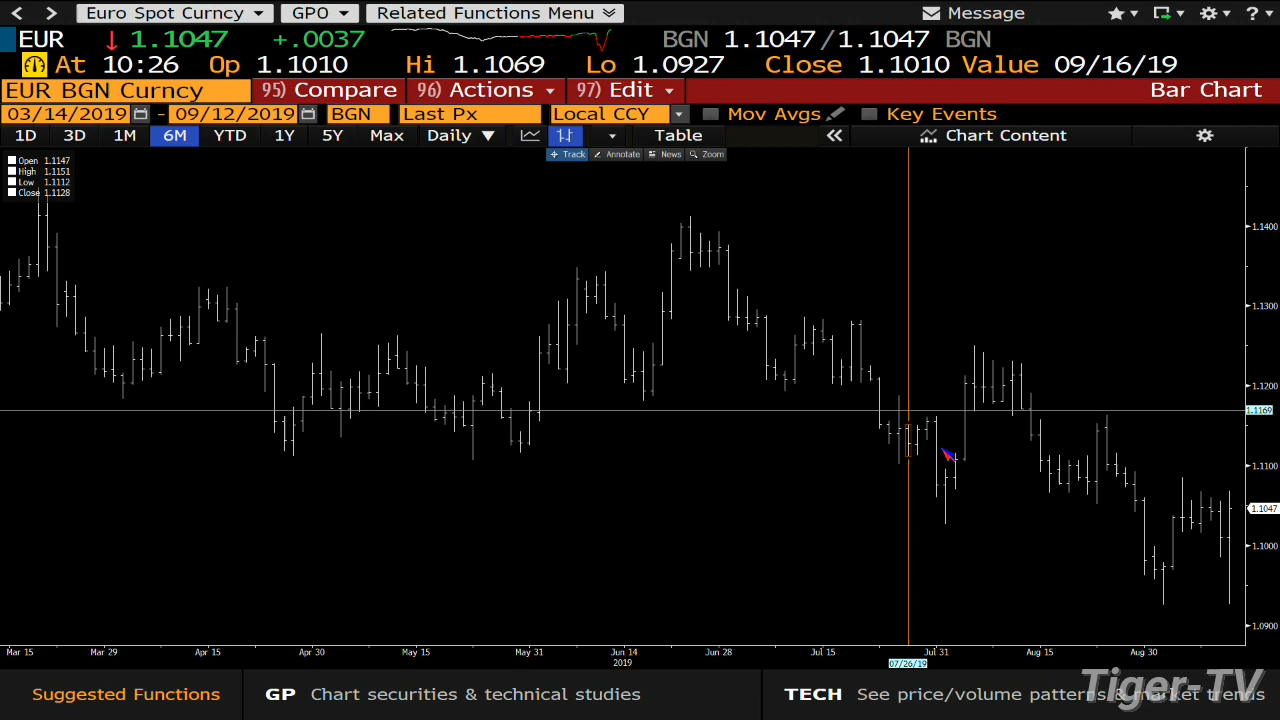 Euro Spot Curncy GPO Related Functions Menu Message ?
EUR 1.1047 +.0037 BGN 1.1047/1.1047 BGN
At 10:26 Op 1.1010 Hi 1.1069 Lo 1.0927 Close 1.1010 Value 09/16/19
EUR BGN Curncy 95) Compare 96) Actions 97) Edit Bar Chart
03/14/2019 - 09/12/2019 BGN Last Px Local CCY Mov Avgs Key Events
1D 3D 1M 6M YTD 1Y 5Y Max Daily Table Chart Content
Track Annotate News Zoom
Open 1.1147
High 1.1151
Low 1.1112
Close 1.1128
1.1400
1.1300
1.1200
1.1169
1.1100
1.1047
1.1000
1.0900
Mar 15 Mar 29 Apr 15 Apr 30 May 15 May 31 Jun 14 Jun 28 Jul 15 Jul 31 Aug 15 Aug 30
2019 07/26/19
Suggested Functions GP Chart securities & technical studies TECH See price/volume patterns & market trends
Tiger-TV